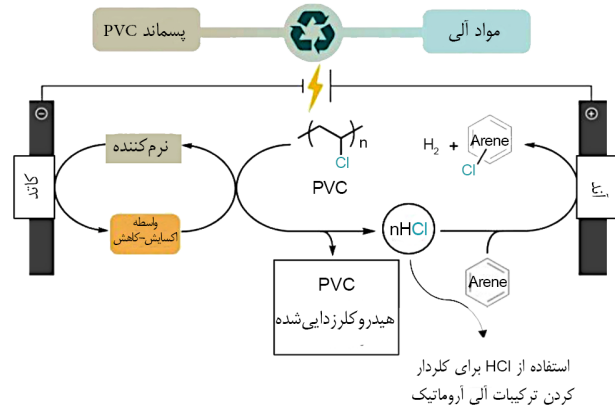 پسماند PVC
مواد آلی
نرم‌کننده
واسطه
اکسایش-کاهش
کاتد
Cl
n
PVC
H2 +
Arene
Cl
آند
nHCl
Arene
PVC
هیدروکلرزدایی‌شده
استفاده از HCl برای کلردار
کردن ترکیبات آلی آروماتیک